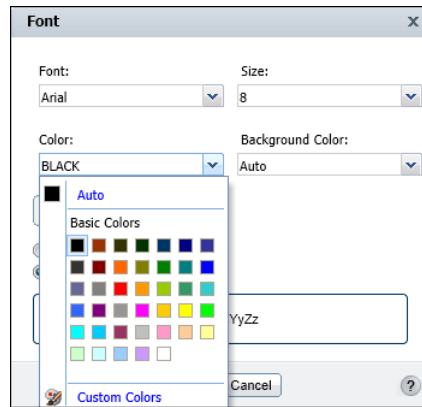 Font x
Font: Size:
Arial 8
Color: Background Color:
BLACK Auto
Auto
Basic Colors
YyZz
Custom Colors
Cancel ?